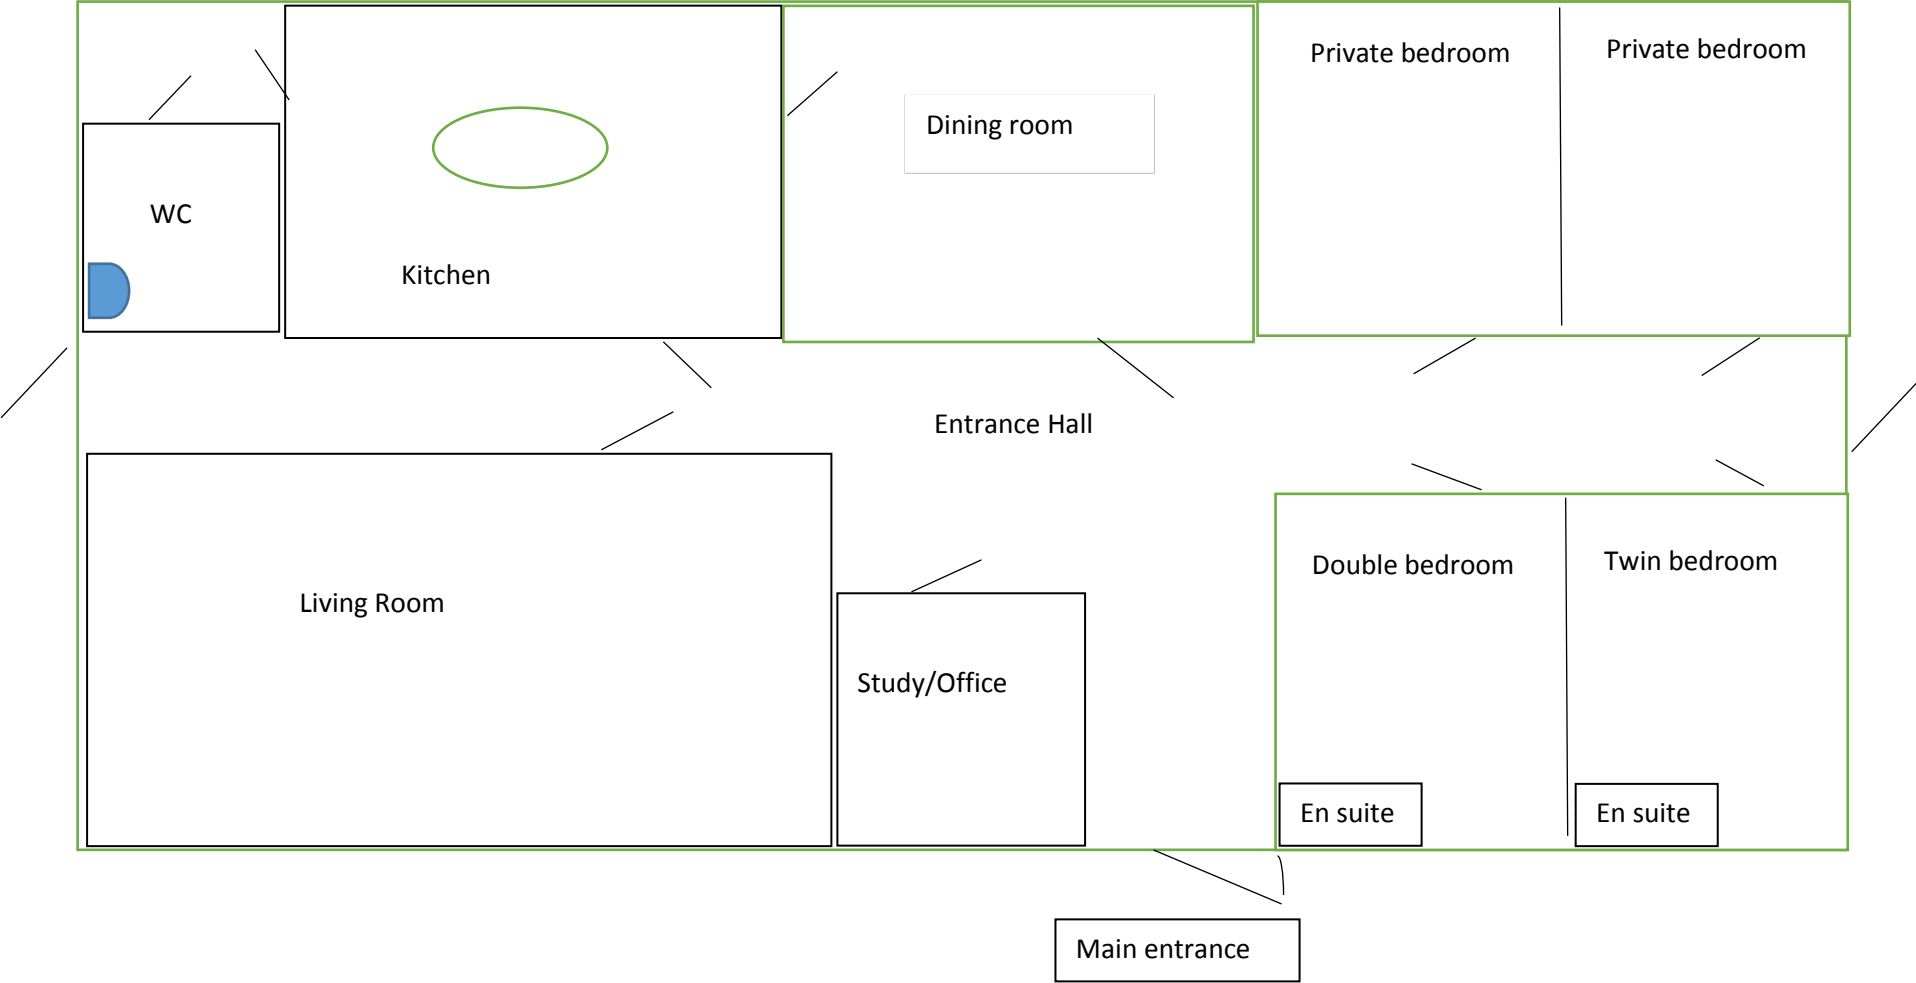 Private bedroom
Private bedroom
Dining room
WC
Kitchen
Entrance Hall
Double bedroom
Twin bedroom
Living Room
Study/Office
En suite
En suite
Main entrance